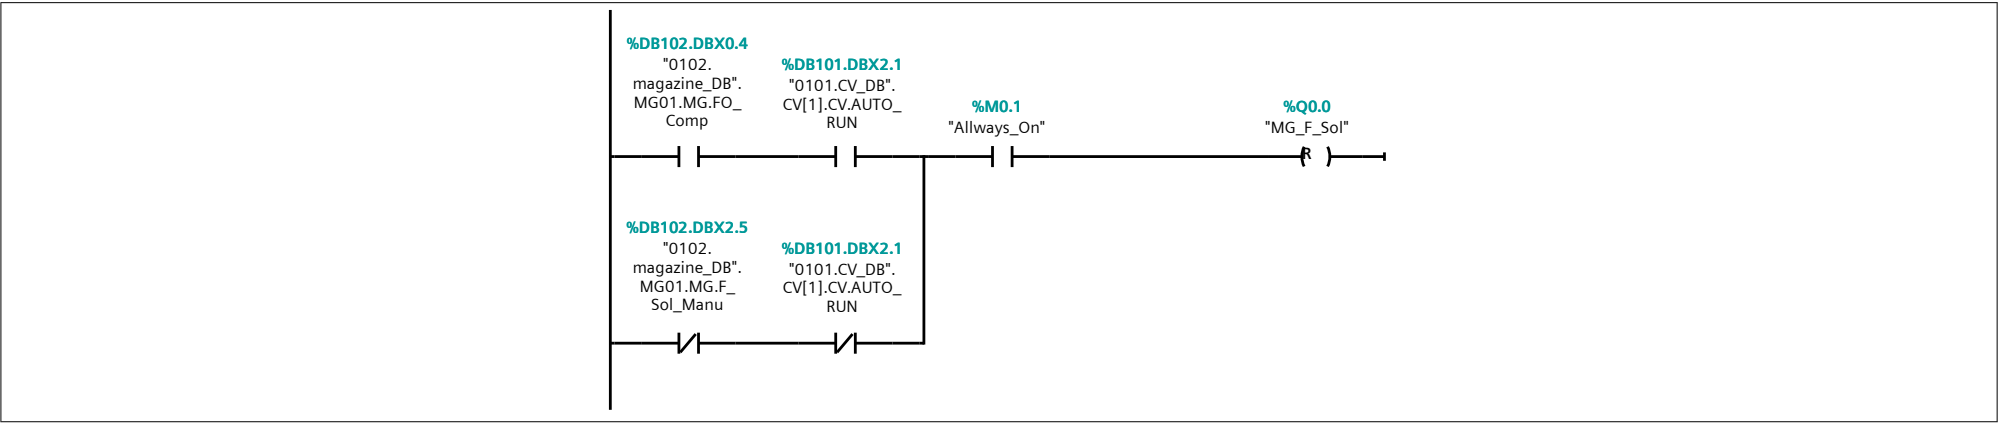 %DB102.DBX0.4
"0102.
magazine_DB".
MG01.MG.FO_
Comp
%DB101.DBX2.1
"0101.CV_DB".
CV[1].CV.AUTO_
RUN
%M0.1
"Allways_On"
%Q0.0
"MG_F_Sol"
R
%DB102.DBX2.5
"0102.
magazine_DB".
MG01.MG.F_
Sol_Manu
%DB101.DBX2.1
"0101.CV_DB".
CV[1].CV.AUTO_
RUN